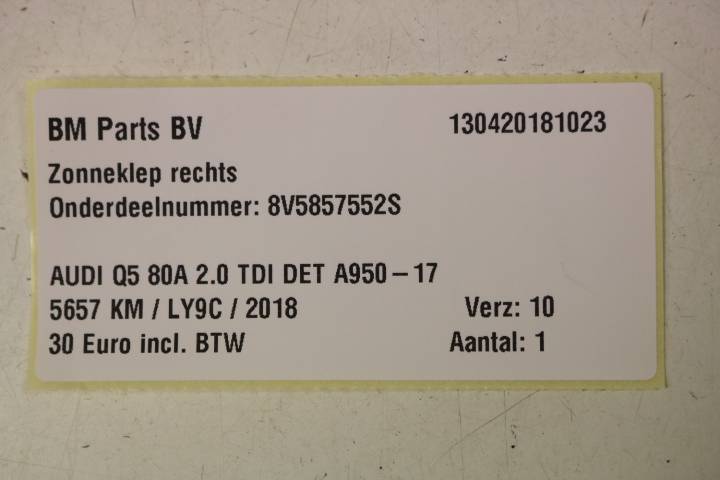 BM Parts BV 130420181023
Zonneklep rechts
Onderdeelnummer: 8V5857552S
AUDI Q5 80A 2.0 TDI DET A950-17
5657 KM / LY9C / 2018 Verz: 10
30 Euro incl. BTW Aantal: 1